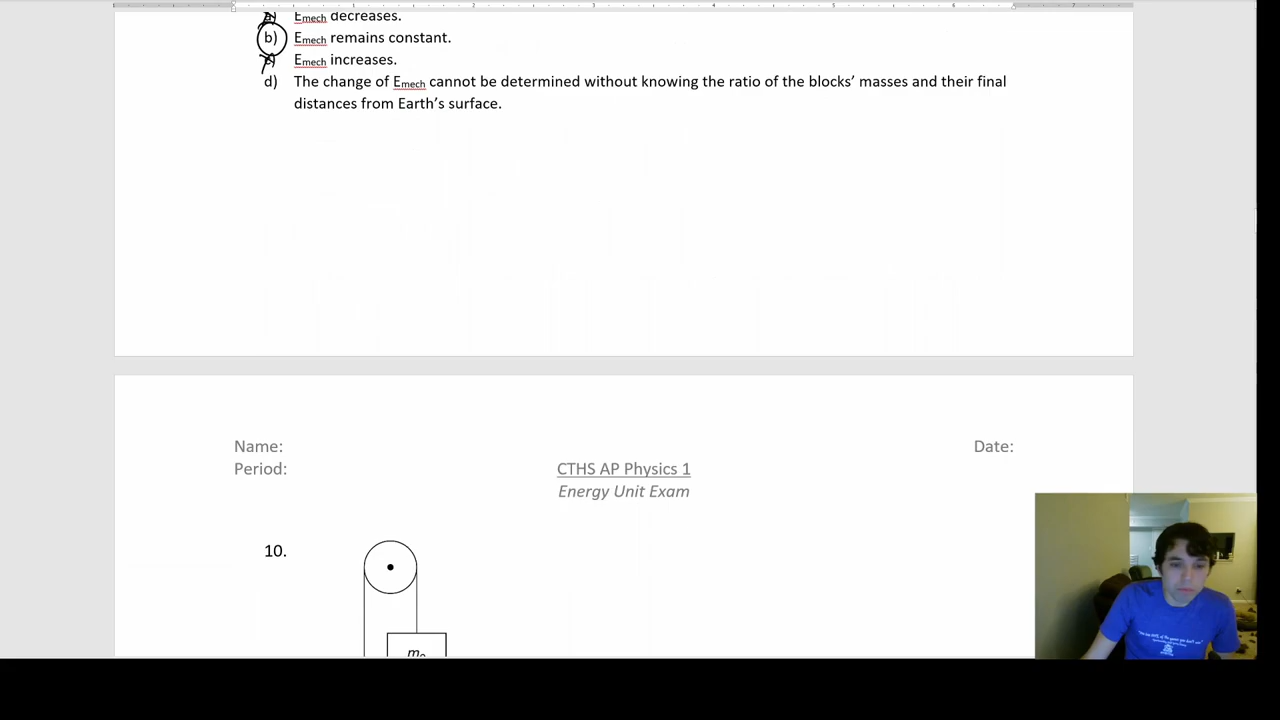 a) Emech decreases.
b) Emech remains constant.
c) Emech increases.
d) The change of Emech cannot be determined without knowing the ratio of the blocks’ masses and their final
distances from Earth’s surface.
Name:
Date:
Period:
CTHS AP Physics 1
Energy Unit Exam
10.